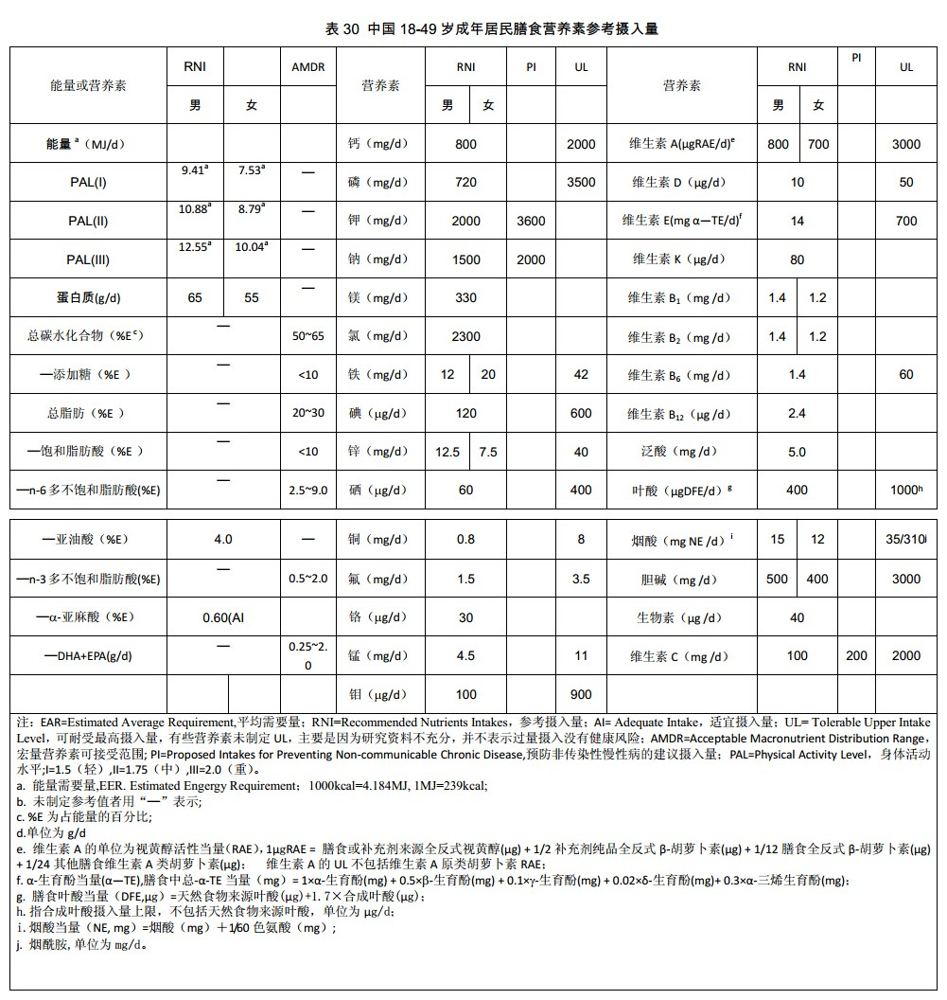 表 30 中国 18-49 岁成年居民膳食营养素参考摄入量
能量或营养素 RNI AMDR 营养素 RNI PI UL 营养素 RNI PI UL
男 女 男 女 男 女
能量 a（MJ/d） 钙（mg/d） 800 2000 维生素 A(μgRAE/d)e 800 700 3000
PAL(I) 9.41a 7.53a — 磷（mg/d） 720 3500 维生素 D（μg/d） 10 50
PAL(II) 10.88a 8.79a — 钾（mg/d） 2000 3600 维生素 E(mg α—TE/d)f 14 700
PAL(III) 12.55a 10.04a — 钠（mg/d） 1500 2000 维生素 K（μg/d） 80
蛋白质(g/d) 65 55 — 镁（mg/d） 330 维生素 B1（mg /d） 1.4 1.2
总碳水化合物（%E c） — 50~65 氯（mg/d） 2300 维生素 B2（mg /d） 1.4 1.2
—添加糖（%E ） — <10 铁（mg/d） 12 20 42 维生素 B6（mg /d） 1.4 60
总脂肪（%E ） — 20~30 碘（μg/d） 120 600 维生素 B12（μg /d） 2.4
—饱和脂肪酸（%E ） — <10 锌（mg/d） 12.5 7.5 40 泛酸（mg /d） 5.0
—n-6 多不饱和脂肪酸(%E) — 2.5~9.0 硒（μg/d） 60 400 叶酸（μgDFE/d）g 400 1000h
—亚油酸（%E） 4.0 — 铜（mg/d） 0.8 8 烟酸（mg NE /d）i 15 12 35/310j
—n-3 多不饱和脂肪酸(%E) — 0.5~2.0 氟（mg/d） 1.5 3.5 胆碱（mg /d） 500 400 3000
—α-亚麻酸（%E） 0.60(AI 铬（μg/d） 30 生物素（μg /d） 40
—DHA+EPA(g/d) — 0.25~2.0 锰（mg/d） 4.5 11 维生素 C（mg /d） 100 200 2000
钼（μg/d） 100 900
注：EAR=Estimated Average Requirement,平均需要量；RNI=Recommended Nutrients Intakes，参考摄入量；AI= Adequate Intake，适宜摄入量；UL= Tolerable Upper Intake
Level，可耐受最高摄入量，有些营养素未制定 UL，主要是因为研究资料不充分，并不表示过量摄入没有健康风险；AMDR=Acceptable Macronutrient Distribution Range，
宏量营养素可接受范围; PI=Proposed Intakes for Preventing Non-communicable Chronic Disease,预防非传染性慢性病的建议摄入量；PAL=Physical Activity Level，身体活动
水平;I=1.5（轻）,II=1.75（中）,III=2.0（重）。
a. 能量需要量,EER. Estimated Engergy Requirement；1000kcal=4.184MJ, 1MJ=239kcal;
b. 未制定参考值者用“—”表示;
c. %E 为占能量的百分比;
d.单位为 g/d
e. 维生素 A 的单位为视黄醇活性当量（RAE），1μgRAE = 膳食或补充剂来源全反式视黄醇(μg) + 1/2 补充剂纯品全反式 β-胡萝卜素(μg) + 1/12 膳食全反式 β-胡萝卜素(μg)
+ 1/24 其他膳食维生素 A 类胡萝卜素(μg)； 维生素 A 的 UL 不包括维生素 A 原类胡萝卜素 RAE；
f. α-生育酚当量(α—TE),膳食中总-α-TE 当量（mg）= 1×α-生育酚(mg) + 0.5×β-生育酚(mg) + 0.1×γ-生育酚(mg) + 0.02×δ-生育酚(mg)+ 0.3×α-三烯生育酚(mg)；
g. 膳食叶酸当量（DFE,μg）=天然食物来源叶酸(μg)+1.7×合成叶酸(μg)；
h. 指合成叶酸摄入量上限，不包括天然食物来源叶酸，单位为 μg/d；
i. 烟酸当量（NE, mg）=烟酸（mg）＋1/60 色氨酸（mg）;
j. 烟酰胺, 单位为 mg/d。